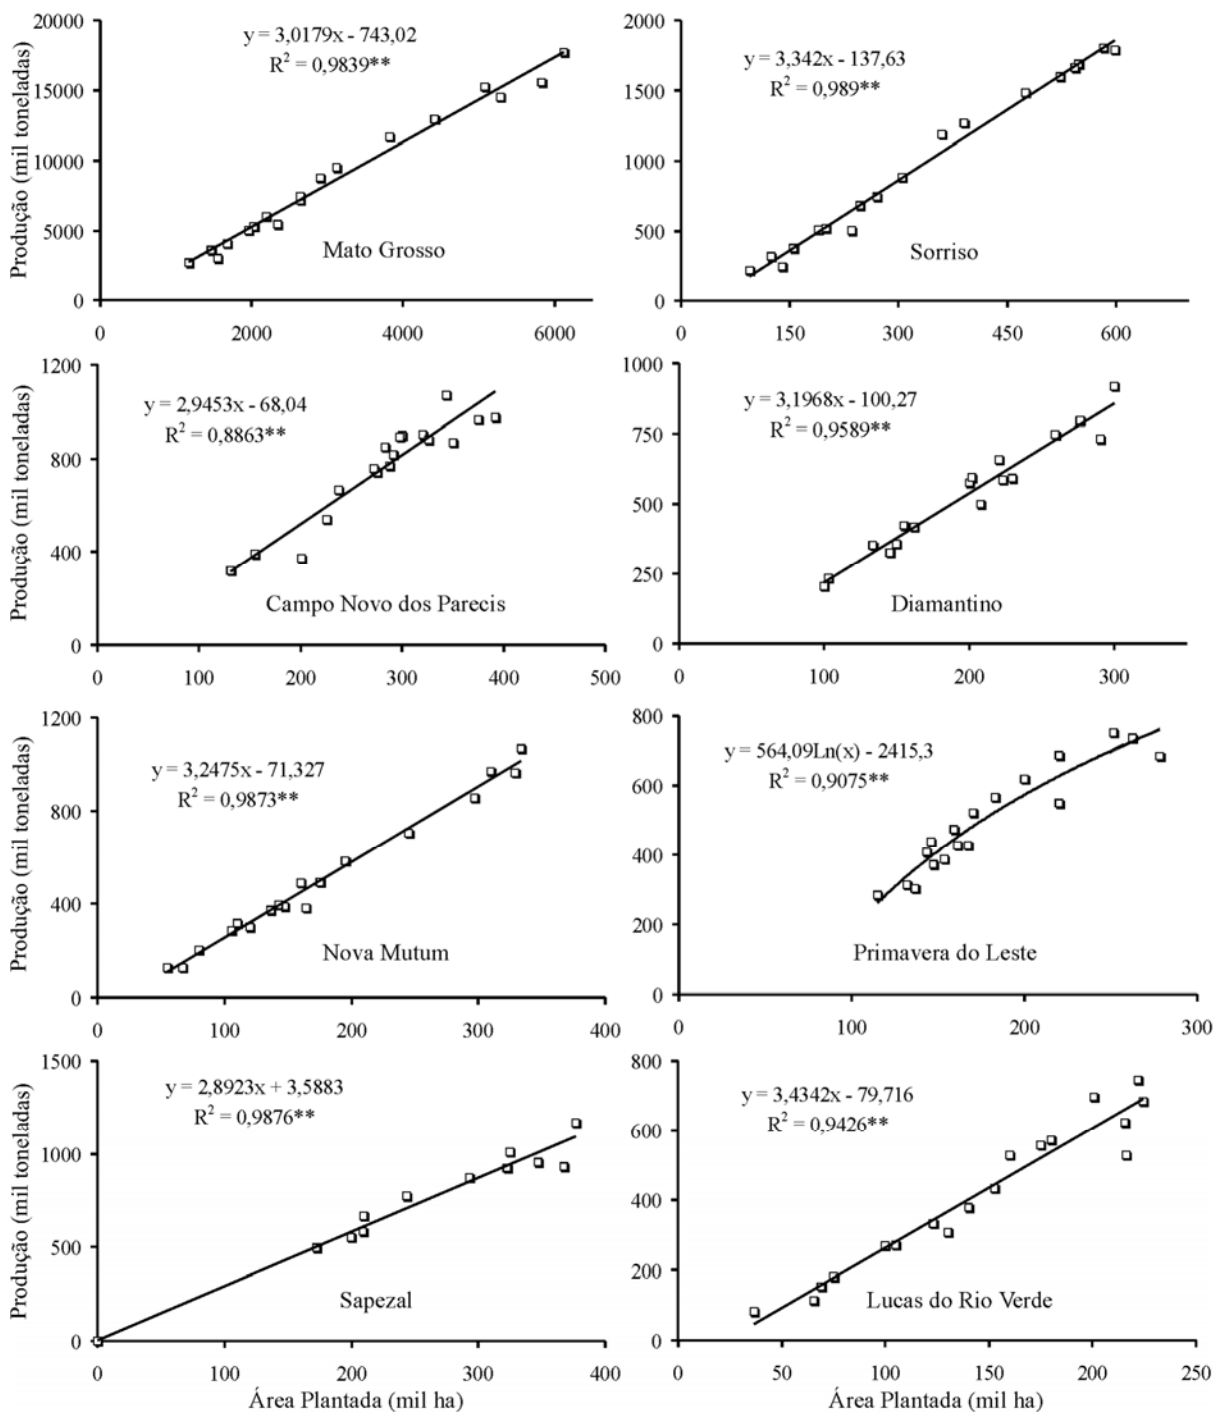 20000
15000
10000
5000
0
Produção (mil toneladas)
y = 3,0179x - 743,02
R² = 0,9839**
Mato Grosso
0 2000 4000 6000
2000
1500
1000
500
0
y = 3,342x - 137,63
R² = 0,989**
Sorriso
0 150 300 450 600
1200
800
400
0
Produção (mil toneladas)
y = 2,9453x - 68,04
R² = 0,8863**
Campo Novo dos Parecis
0 100 200 300 400 500
1000
750
500
250
0
y = 3,1968x - 100,27
R² = 0,9589**
Diamantino
0 100 200 300
1200
800
400
0
Produção (mil toneladas)
y = 3,2475x - 71,327
R² = 0,9873**
Nova Mutum
0 100 200 300 400
800
600
400
200
0
y = 564,09Ln(x) - 2415,3
R² = 0,9075**
Primavera do Leste
0 100 200 300
1500
1000
500
0
Produção (mil toneladas)
y = 2,8923x + 3,5883
R² = 0,9876**
Sapezal
0 100 200 300 400
Área Plantada (mil ha)
800
600
400
200
0
y = 3,4342x - 79,716
R² = 0,9426**
Lucas do Rio Verde
0 50 100 150 200 250
Área Plantada (mil ha)